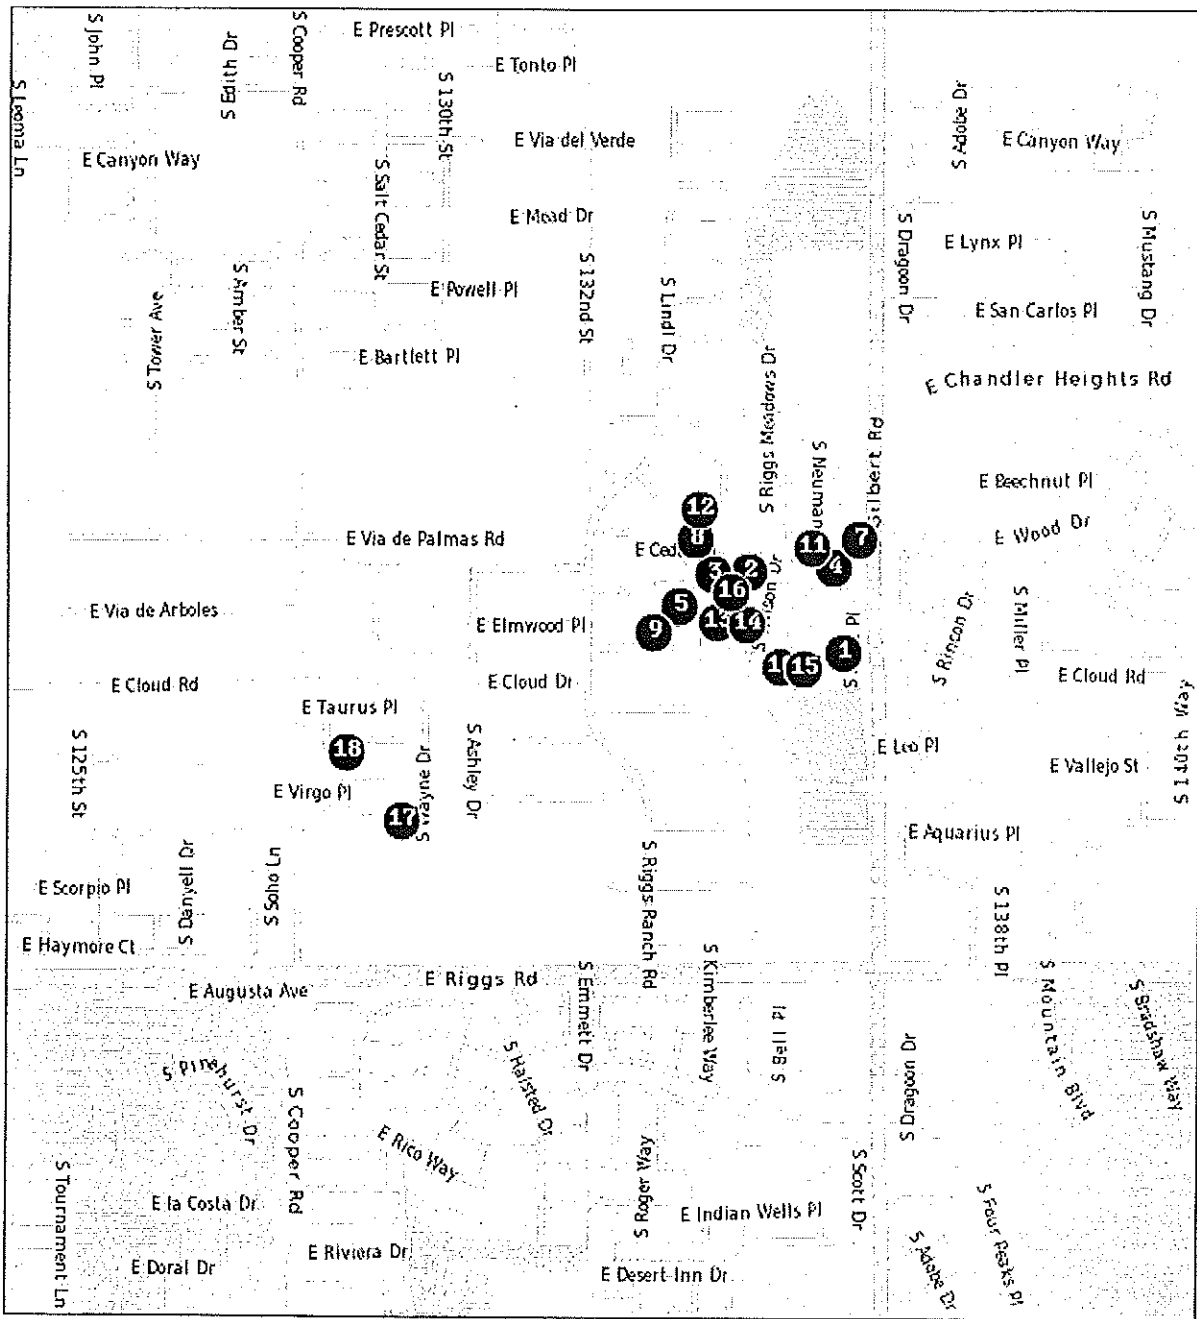 S John Pl
S Edith Dr
S Cooper Rd
E Prescott Pl
E Tonto Pl
S Leoma Ln
S 130th St
E Via del Verde
S Adobe Dr
E Canyon Way
E Canyon Way
S Salt Cedar St
E Mead Dr
S Dragoon Dr
E Lynx Pl
S Mustang Dr
S Amber St
S Tower Ave
E Powell Pl
S 132nd St
S Lindl Dr
E San Carlos Pl
E Bartlett Pl
S Riggs Meadows Dr
E Chandler Heights Rd
S Neuman
Gilbert Rd
E Beechnut Pl
12
E Wood Dr
E Via de Palmas Rd
E Ced
8
11
7
3
2
4
16
E Via de Arboles
5
E Elmwood Pl
9
13
14
S
ison Dr
S Rincon Dr
S Muller Pl
1
15
1
S
Pl
E Cloud Rd
E Cloud Dr
E Cloud Rd
E Taurus Pl
S 125th St
18
S Wayne Dr
S Ashley Dr
E Leo Pl
E Vallejo St
S 140th Way
E Virgo Pl
17
E Aquarius Pl
E Scorpio Pl
S Danyell Dr
S Soho Ln
S Riggs Ranch Rd
S 138th Pl
E Haymore Ct
E Riggs Rd
E Augusta Ave
S Emmett Dr
S Kimberlee Way
S Bell Pl
S Mountain Blvd
S Bradshaw Way
S Pinehurst Dr
S Halsted Dr
S Dragoon Dr
S Cooper Rd
E Rico Way
S Roger Way
S Scott Dr
S Tournament Ln
E la Costa Dr
E Indian Wells Pl
S Four Peaks Pl
E Riviera Dr
E Doral Dr
E Desert Inn Dr
S Adobe Dr